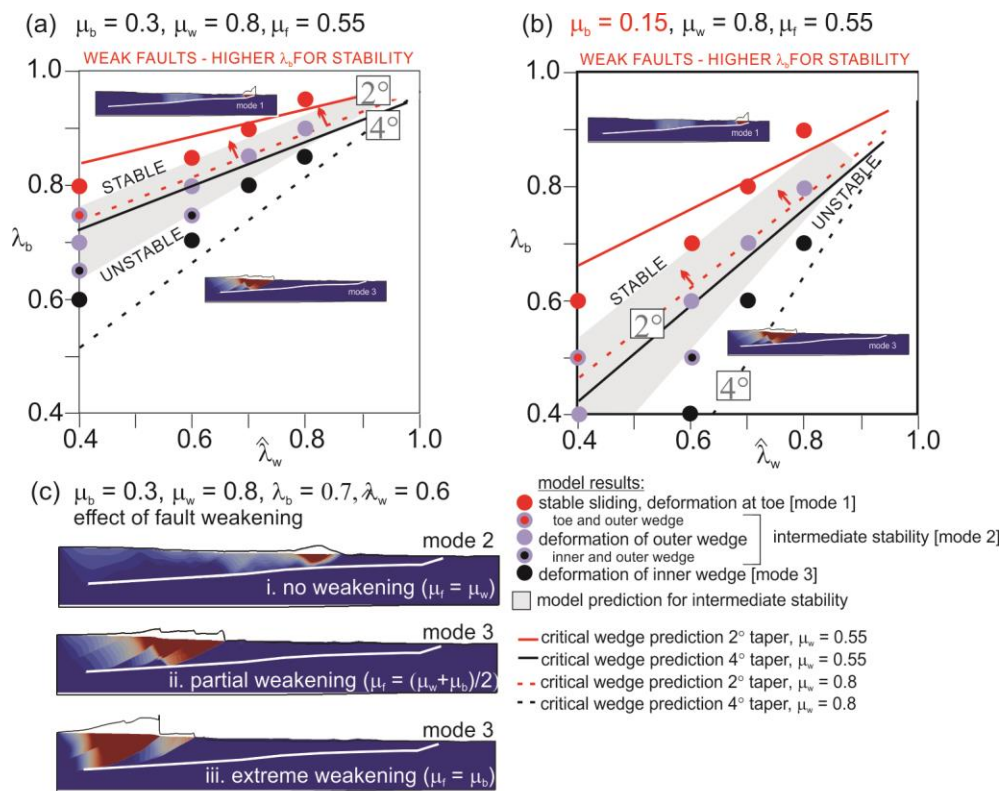 (a) μb = 0.3, μw = 0.8, μf = 0.55
WEAK FAULTS - HIGHER λb FOR STABILITY
1.0
0.8
0.6
0.4
λb
mode 1
2°
4°
STABLE
UNSTABLE
mode 3
0.4 0.6 0.8 1.0
λ̂w
(b) μb = 0.15, μw = 0.8, μf = 0.55
WEAK FAULTS - HIGHER λb FOR STABILITY
1.0
0.8
0.6
0.4
λb
mode 1
UNSTABLE
STABLE
2°
mode 3
4°
0.4 0.6 0.8 1.0
λ̂w
(c) μb = 0.3, μw = 0.8, λb = 0.7, λ̂w = 0.6
effect of fault weakening
mode 2
i. no weakening (μf = μw)
mode 3
ii. partial weakening (μf = (μw+μb)/2)
mode 3
iii. extreme weakening (μf = μb)
model results:
stable sliding, deformation at toe [mode 1]
toe and outer wedge
deformation of outer wedge
inner and outer wedge
intermediate stability [mode 2]
deformation of inner wedge [mode 3]
model prediction for intermediate stability
critical wedge prediction 2° taper, μw = 0.55
critical wedge prediction 4° taper, μw = 0.55
critical wedge prediction 2° taper, μw = 0.8
critical wedge prediction 4° taper, μw = 0.8